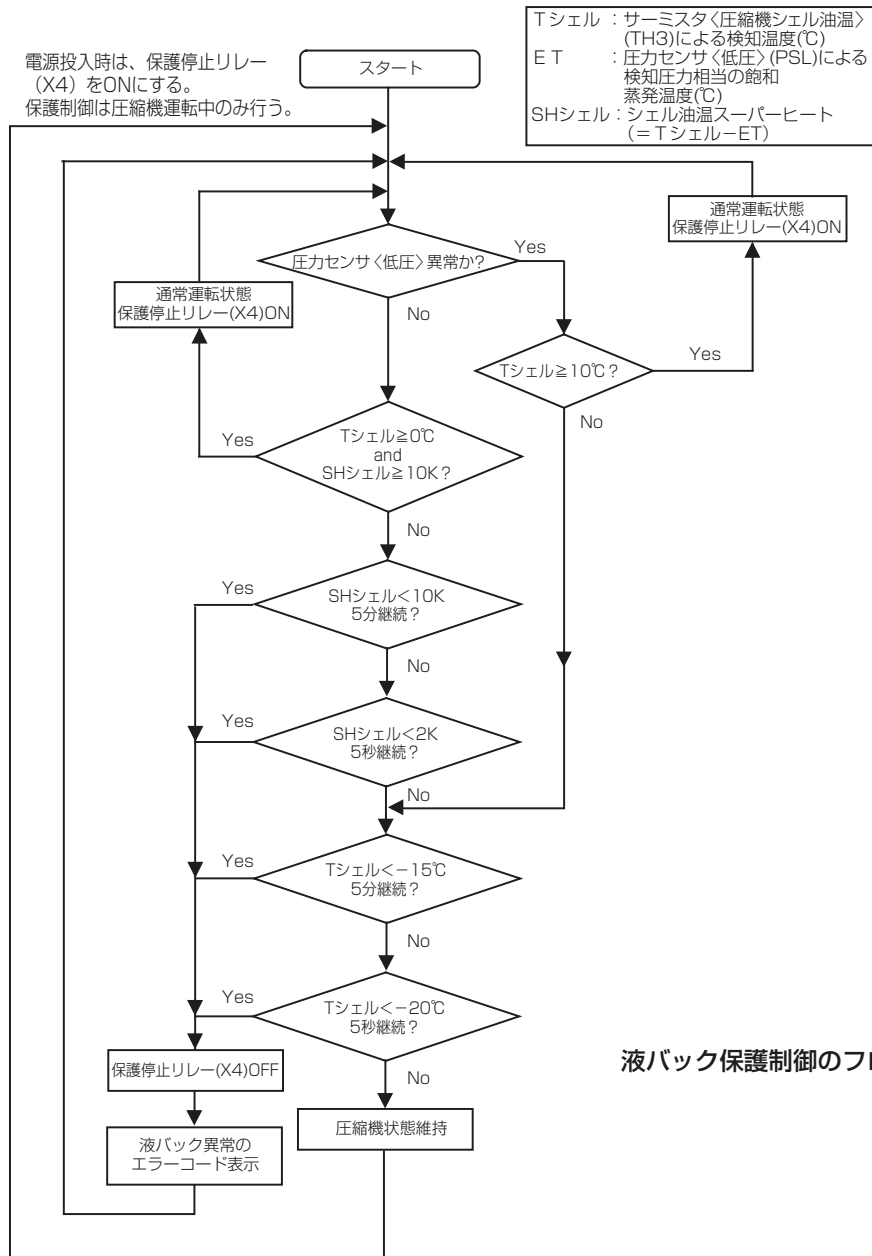 電源投入時は、保護停止リレー
（X4）をONにする。
保護制御は圧縮機運転中のみ行う。
スタート
Tシェル ：サーミスタ〈圧縮機シェル油温〉
(TH3)による検知温度(℃)
E T ：圧力センサ〈低圧〉(PSL)による
検知圧力相当の飽和
蒸発温度(℃)
SHシェル：シェル油温スーパーヒート
(＝Tシェル－ET)
通常運転状態
保護停止リレー(X4)ON
圧力センサ〈低圧〉異常か？
Yes
通常運転状態
保護停止リレー(X4)ON
No
Tシェル≧10℃？
Yes
No
Tシェル≧0℃
and
SHシェル≧10K？
Yes
No
SHシェル＜10K
5分継続？
Yes
No
SHシェル＜2K
5秒継続？
Yes
No
Tシェル＜－15℃
5分継続？
Yes
No
Tシェル＜－20℃
5秒継続？
Yes
No
保護停止リレー(X4)OFF
圧縮機状態維持
液バック異常の
エラーコード表示
液バック保護制御のフ